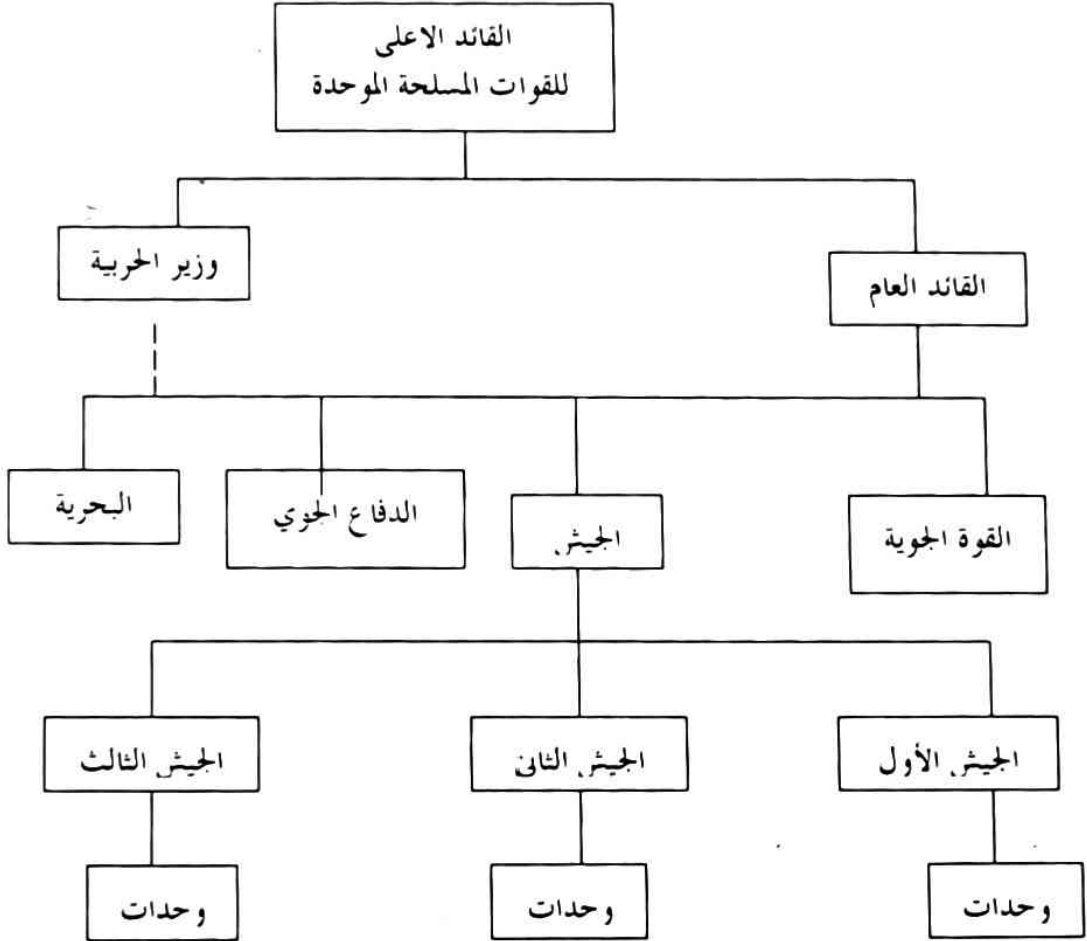 القائد الاعلى
للقوات المسلحة الموحدة
القائد العام
وزير الحربية
القوة الجوية
الجيش
الدفاع الجوي
البحرية
الجيش الأول
الجيش الثاني
الجيش الثالث
وحدات
وحدات
وحدات